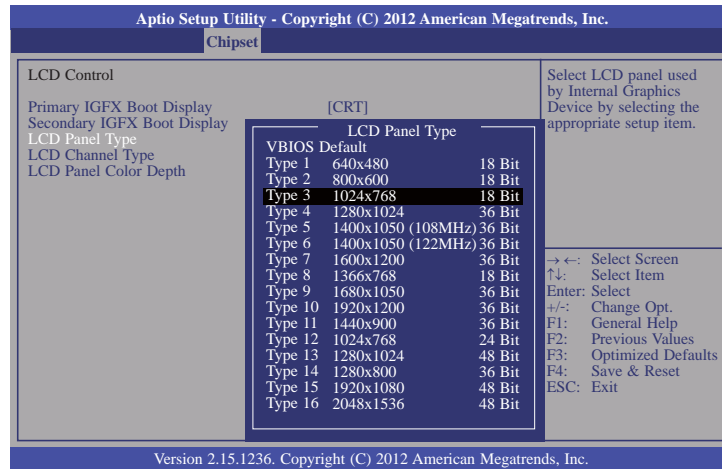 Aptio Setup Utility - Copyright (C) 2012 American Megatrends, Inc.
Chipset
LCD Control
Primary IGFX Boot Display [CRT]
Secondary IGFX Boot Display
LCD Panel Type
LCD Channel Type
LCD Panel Color Depth
LCD Panel Type
VBIOS Default
Type 1 640x480 18 Bit
Type 2 800x600 18 Bit
Type 3 1024x768 18 Bit
Type 4 1280x1024 36 Bit
Type 5 1400x1050 (108MHz) 36 Bit
Type 6 1400x1050 (122MHz) 36 Bit
Type 7 1600x1200 36 Bit
Type 8 1366x768 18 Bit
Type 9 1680x1050 36 Bit
Type 10 1920x1200 36 Bit
Type 11 1440x900 36 Bit
Type 12 1024x768 24 Bit
Type 13 1280x1024 48 Bit
Type 14 1280x800 36 Bit
Type 15 1920x1080 48 Bit
Type 16 2048x1536 48 Bit
Select LCD panel used
by Internal Graphics
Device by selecting the
appropriate setup item.
→←: Select Screen
↑↓: Select Item
Enter: Select
+/-: Change Opt.
F1: General Help
F2: Previous Values
F3: Optimized Defaults
F4: Save & Reset
ESC: Exit
Version 2.15.1236. Copyright (C) 2012 American Megatrends, Inc.